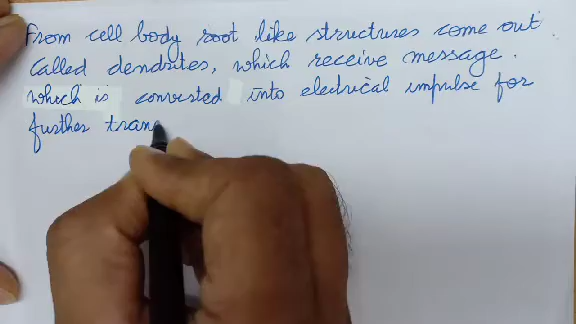 From cell body root like structures come out.
Called dendrites, which receive message.
which is converted into electrical impulse for
further trans